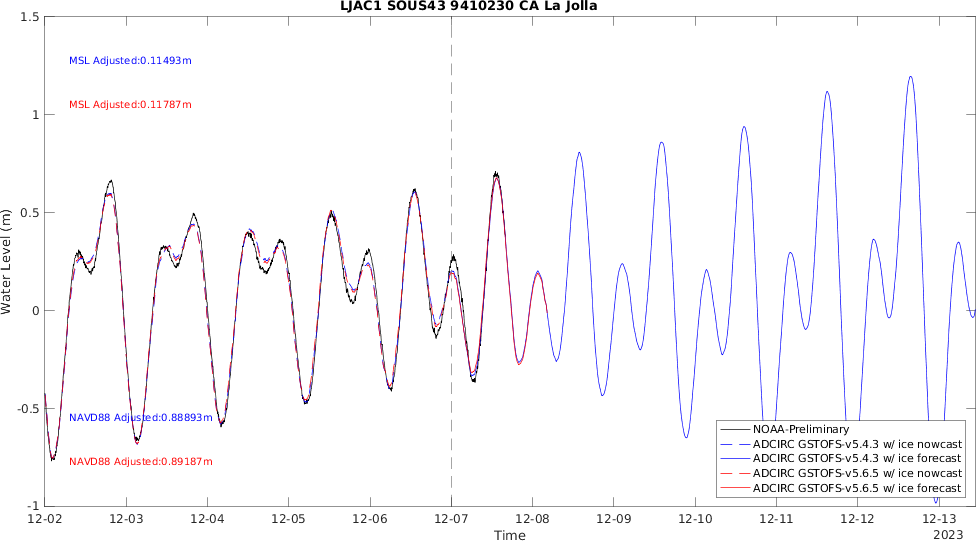 LJAC1 SOUS43 9410230 CA La Jolla
1.5
1
0.5
0
-0.5
-1
Water Level (m)
MSL Adjusted:0.11493m
MSL Adjusted:0.11787m
NAVD88 Adjusted:0.88893m
NAVD88 Adjusted:0.89187m
NOAA-Preliminary
ADCIRC GSTOFS-v5.4.3 w/ ice nowcast
ADCIRC GSTOFS-v5.4.3 w/ ice forecast
ADCIRC GSTOFS-v5.6.5 w/ ice nowcast
ADCIRC GSTOFS-v5.6.5 w/ ice forecast
12-02 12-03 12-04 12-05 12-06 12-07 12-08 12-09 12-10 12-11 12-12 12-13
Time
2023